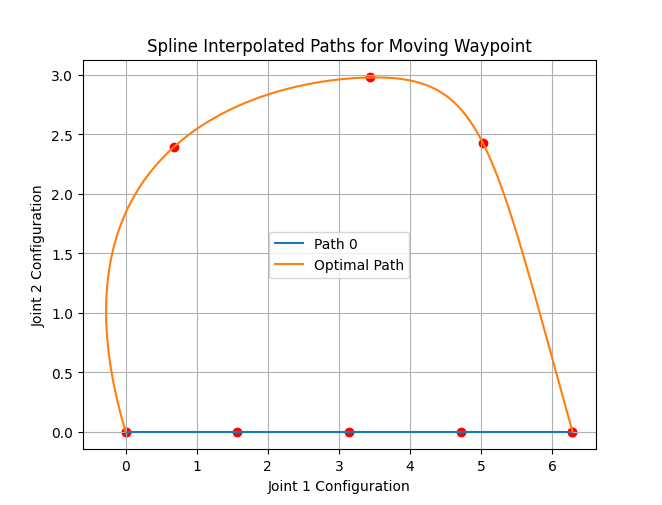 Spline Interpolated Paths for Moving Waypoint
Joint 2 Configuration
3.0
2.5
2.0
1.5
1.0
0.5
0.0
Path 0
Optimal Path
0 1 2 3 4 5 6
Joint 1 Configuration